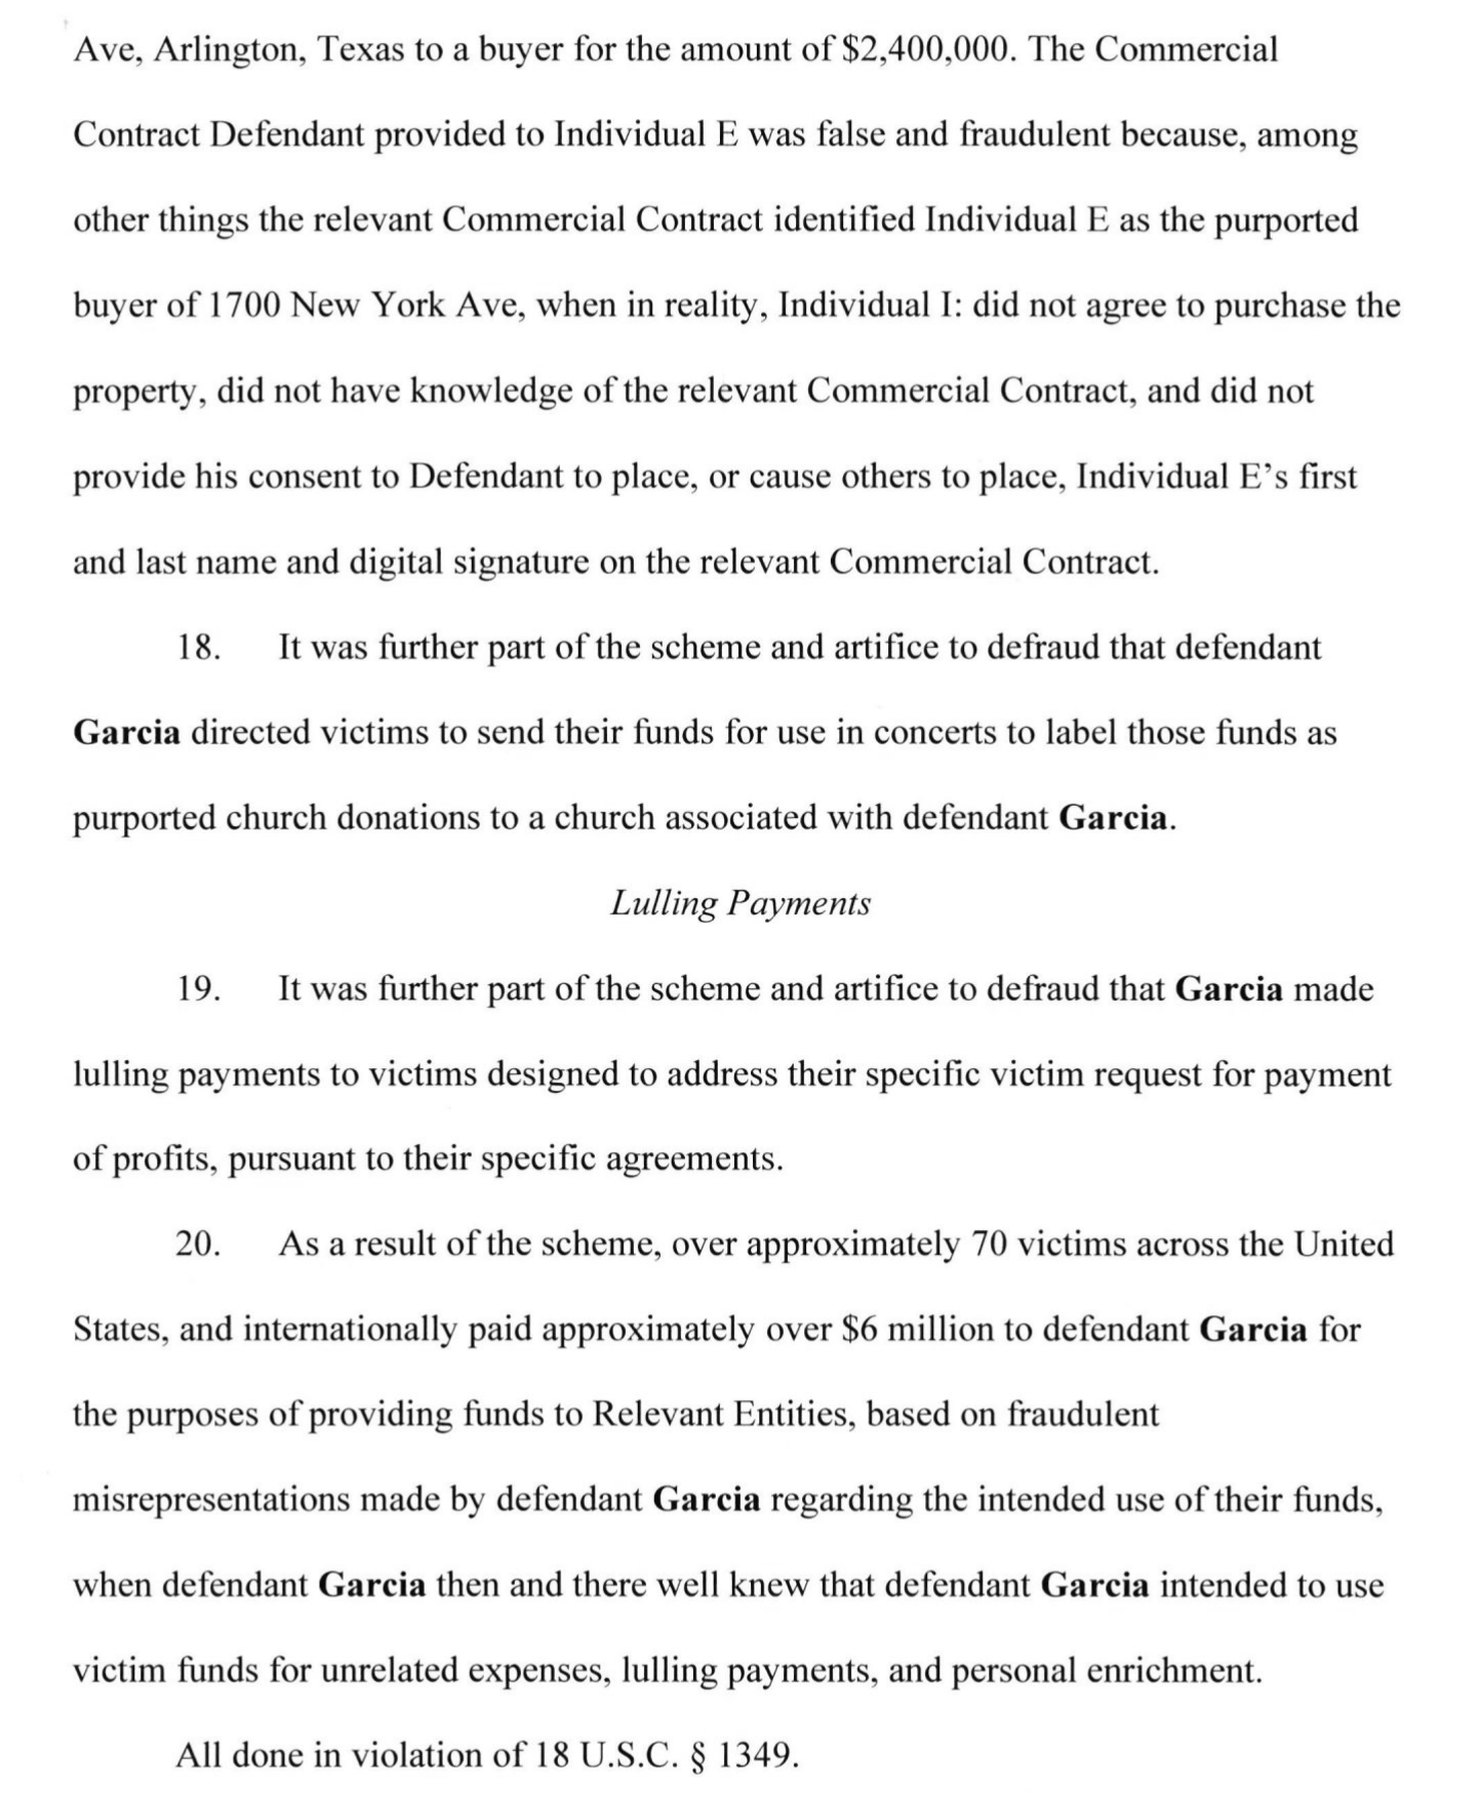 Ave, Arlington, Texas to a buyer for the amount of $2,400,000. The Commercial
Contract Defendant provided to Individual E was false and fraudulent because, among
other things the relevant Commercial Contract identified Individual E as the purported
buyer of 1700 New York Ave, when in reality, Individual I: did not agree to purchase the
property, did not have knowledge of the relevant Commercial Contract, and did not
provide his consent to Defendant to place, or cause others to place, Individual E’s first
and last name and digital signature on the relevant Commercial Contract.
18. It was further part of the scheme and artifice to defraud that defendant
Garcia directed victims to send their funds for use in concerts to label those funds as
purported church donations to a church associated with defendant Garcia.
Lulling Payments
19. It was further part of the scheme and artifice to defraud that Garcia made
lulling payments to victims designed to address their specific victim request for payment
of profits, pursuant to their specific agreements.
20. As a result of the scheme, over approximately 70 victims across the United
States, and internationally paid approximately over $6 million to defendant Garcia for
the purposes of providing funds to Relevant Entities, based on fraudulent
misrepresentations made by defendant Garcia regarding the intended use of their funds,
when defendant Garcia then and there well knew that defendant Garcia intended to use
victim funds for unrelated expenses, lulling payments, and personal enrichment.
All done in violation of 18 U.S.C. § 1349.